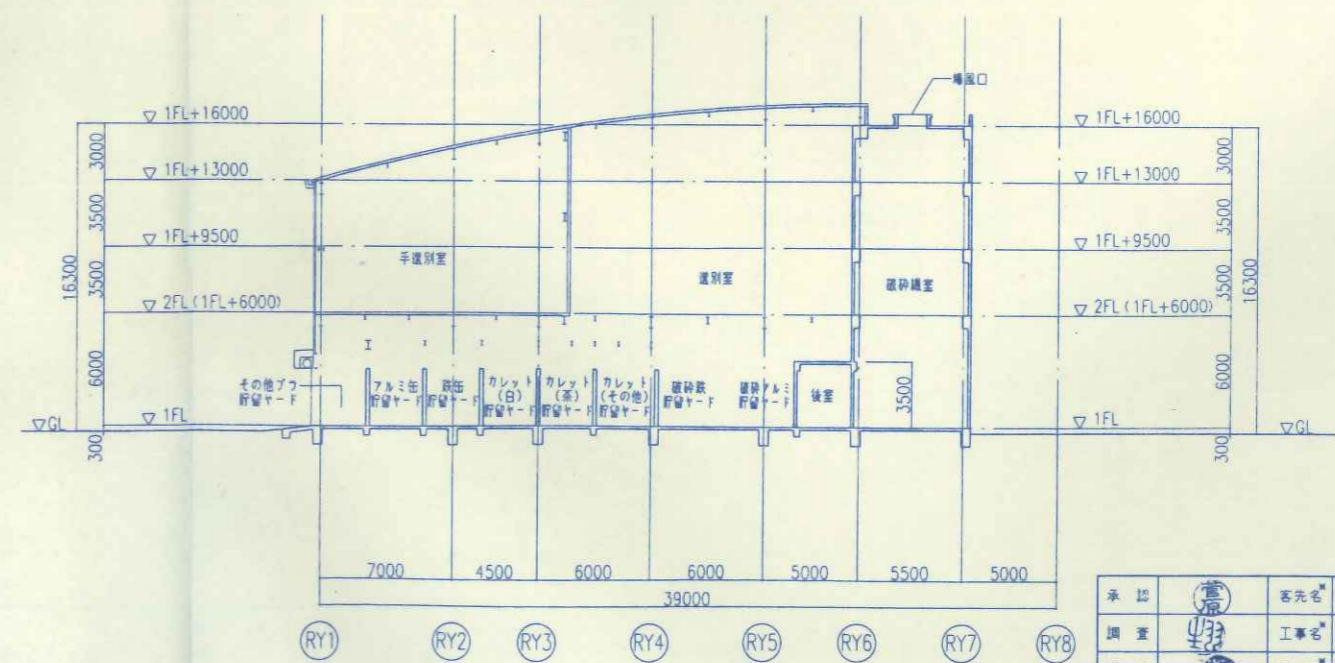 爆風口
▽ 1FL+16000
▽ 1FL+13000
▽ 1FL+9500
▽ 2FL(1FL+6000)
▽ 1FL
▽GL
3000
3500
3500
6000
300
16300
手選別室
選別室
破砕機室
その他プラ
貯留ヤード
アルミ缶
貯留ヤード
鉄缶
貯留ヤード
カレット
(白)
貯留ヤード
カレット
(茶)
貯留ヤード
カレット
(その他)
貯留ヤード
破砕鉄
貯留ヤード
破砕アルミ
貯留ヤード
後室
3500
▽ 1FL+16000
▽ 1FL+13000
▽ 1FL+9500
▽ 2FL(1FL+6000)
▽ 1FL
▽GL
3000
3500
3500
6000
300
16300
7000 4500 6000 6000 5000 5500 5000
39000
RY1 RY2 RY3 RY4 RY5 RY6 RY7 RY8
承認 菅原 客先名
調査 工事名